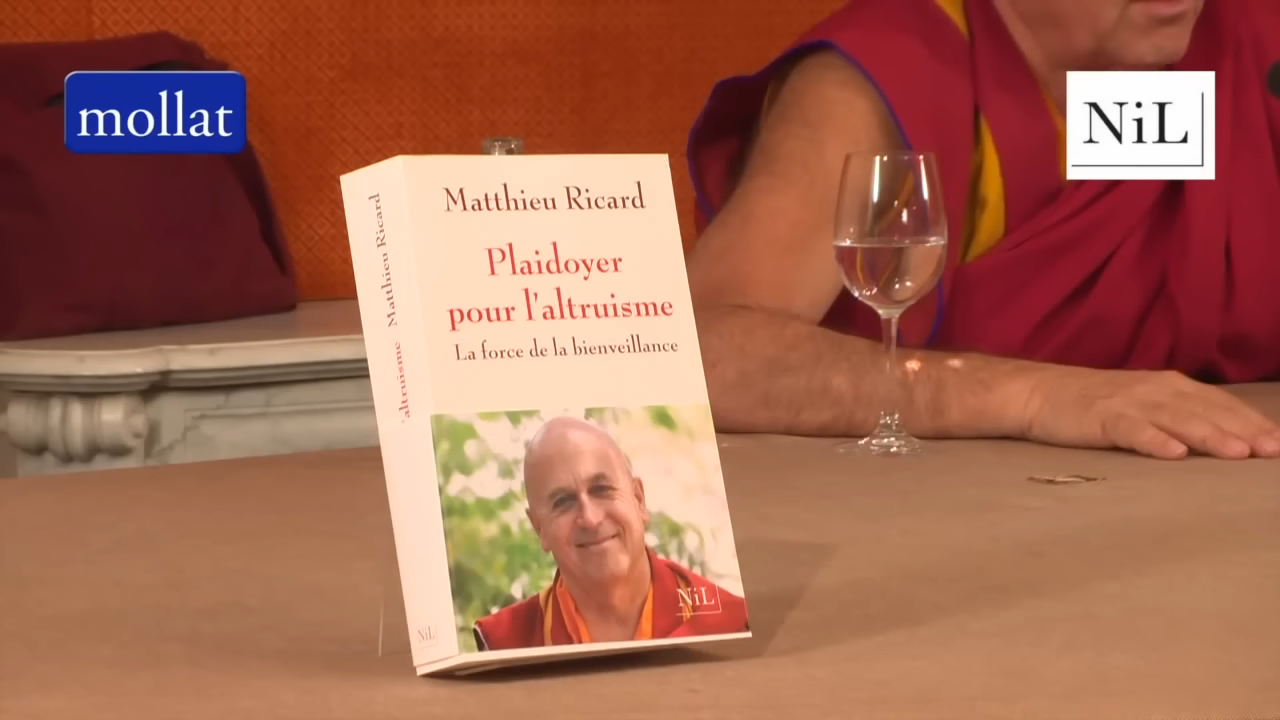 mollat
NiL
Matthieu Ricard
Plaidoyer
pour l'altruisme
La force de la bienveillance
NiL
'altruisme Matthieu Ricard
NiL